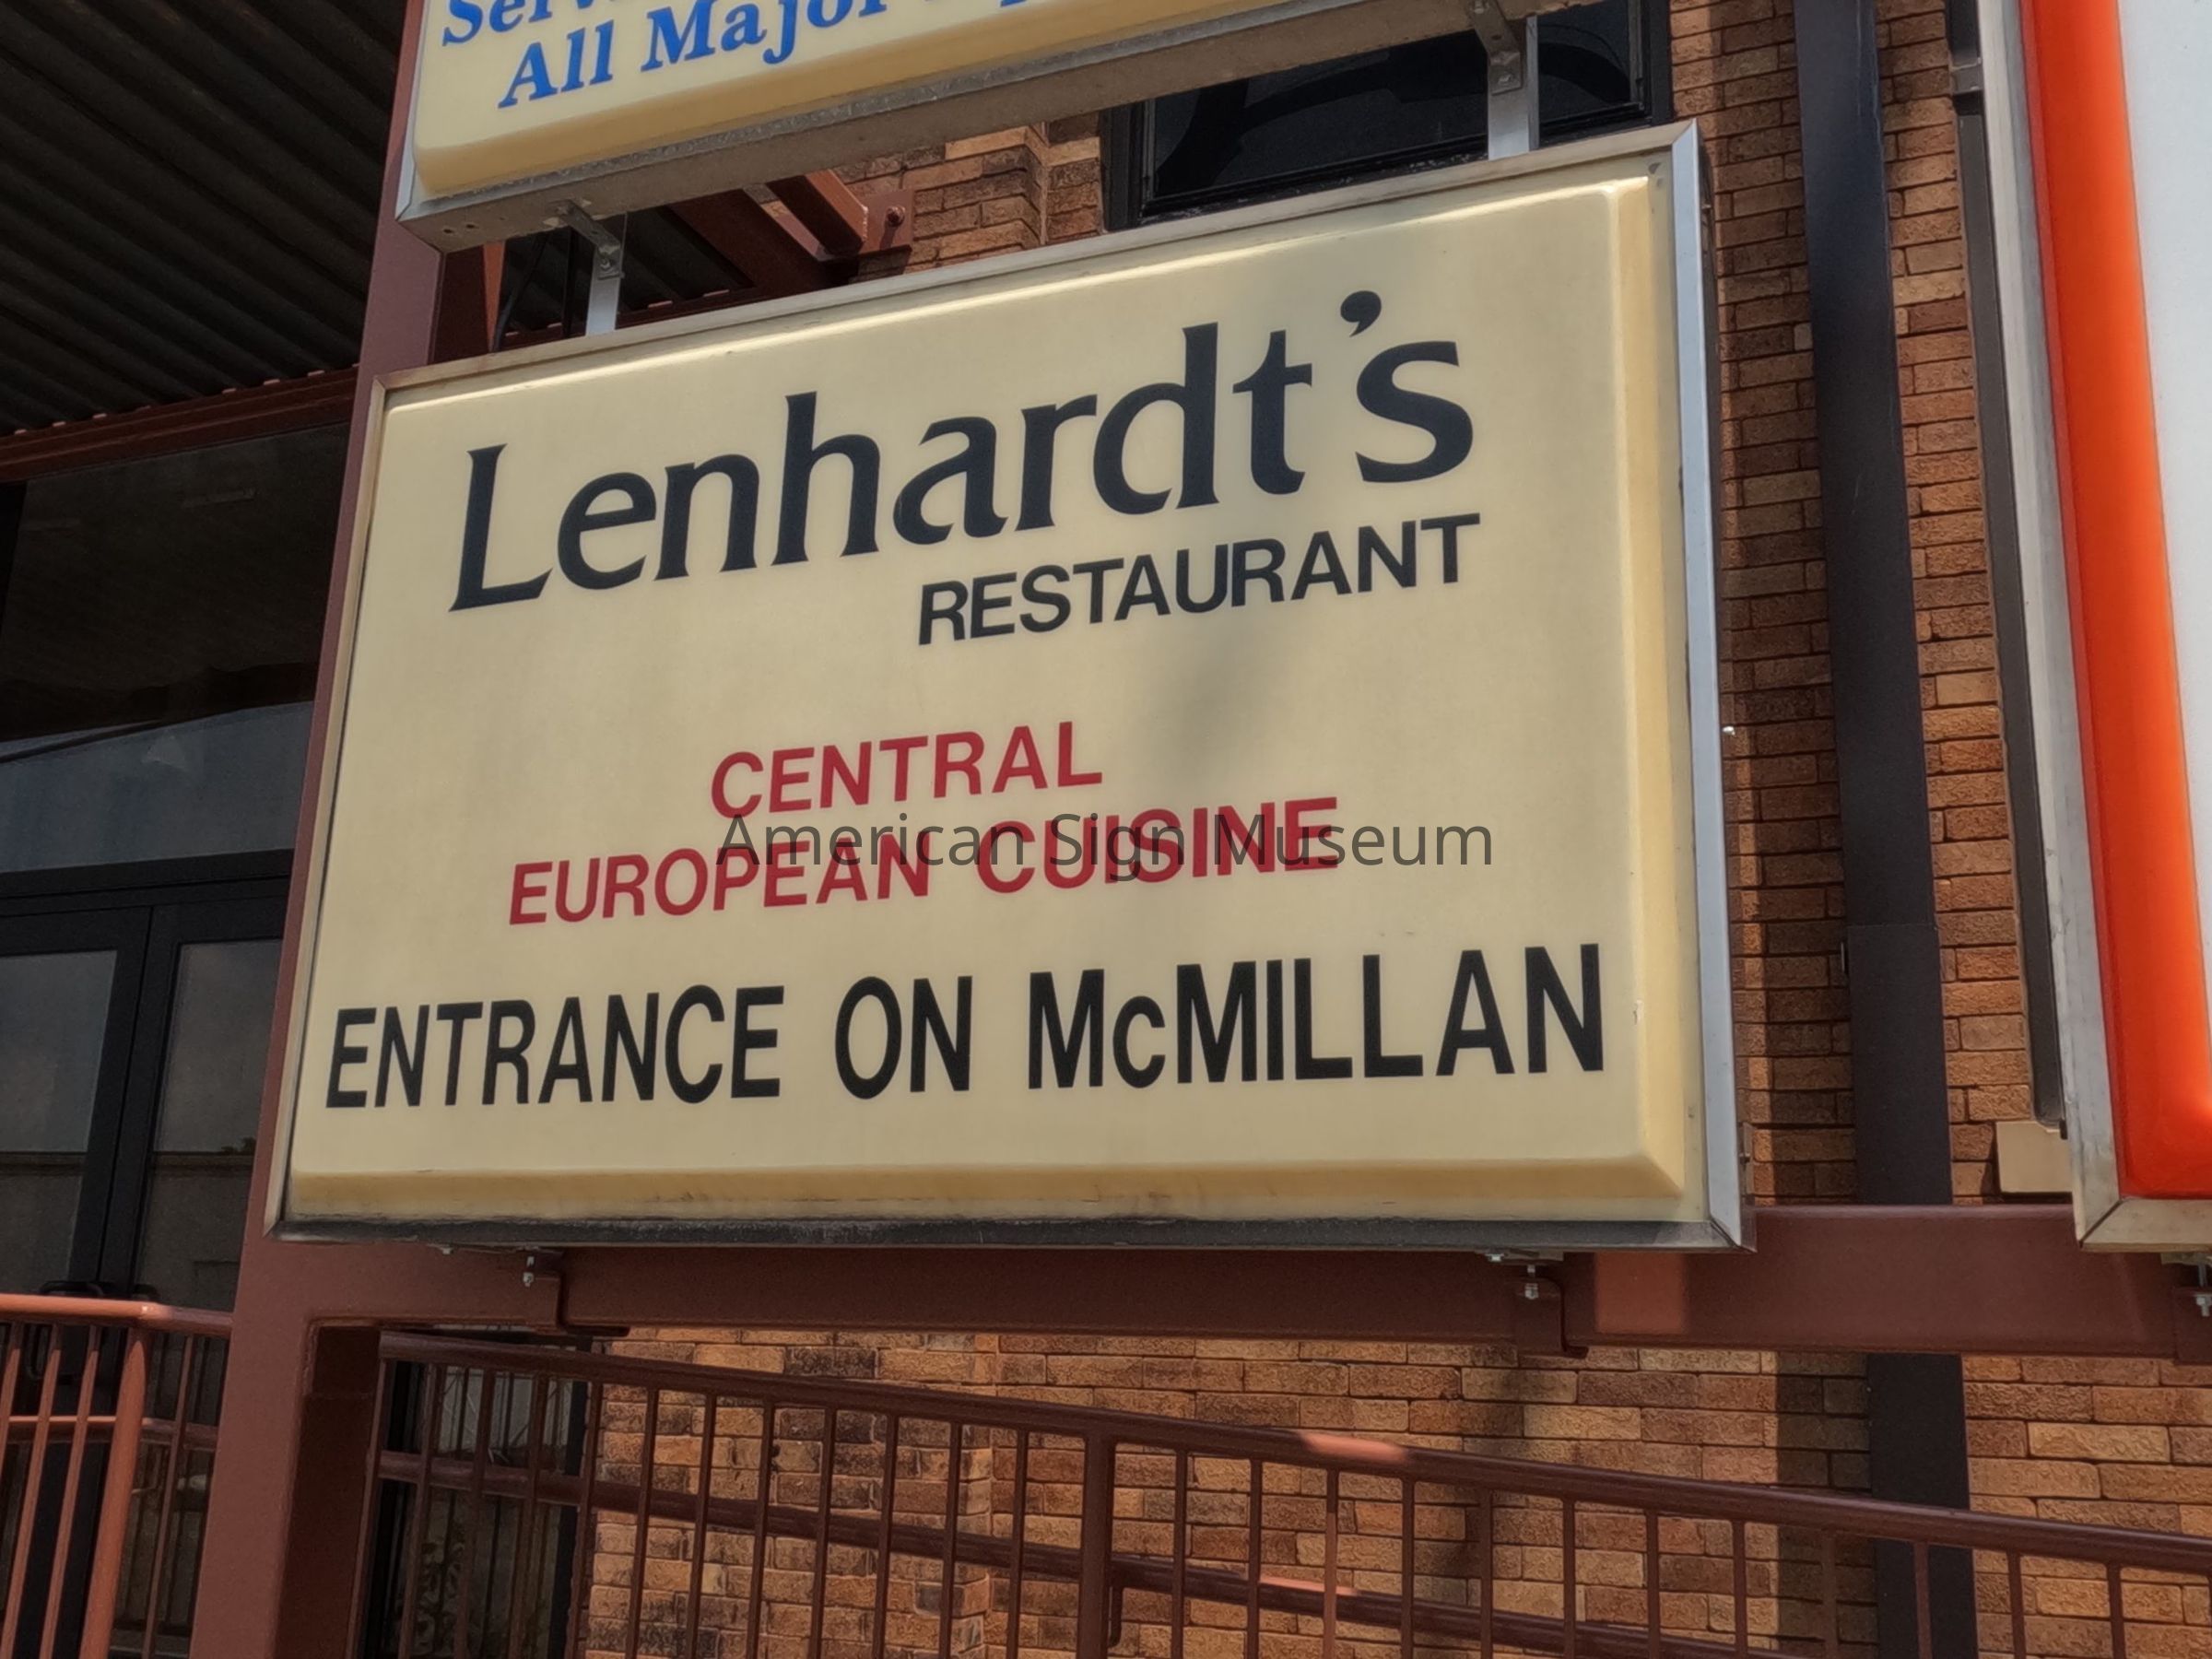 All Major
Lenhardt's
RESTAURANT
CENTRAL
EUROPEAN CUISINE
American Sign Museum
ENTRANCE ON McMILLAN